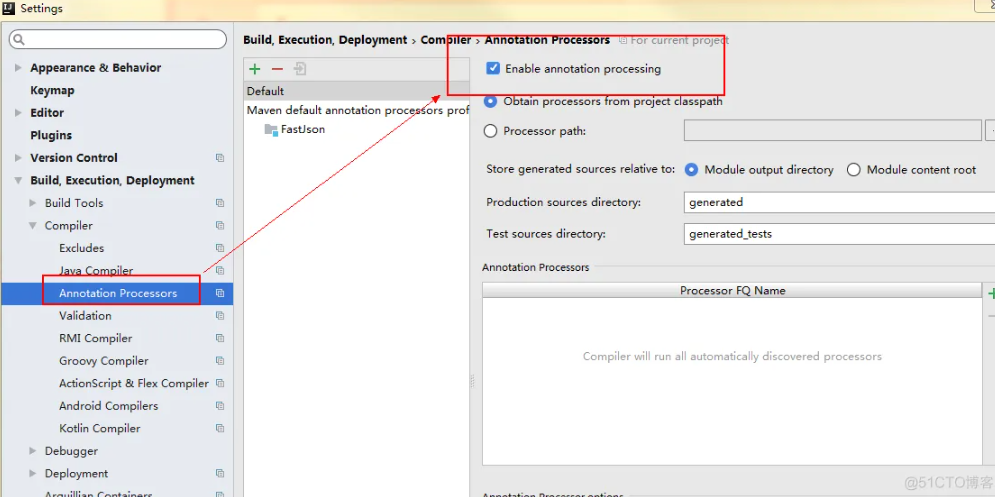 Settings
Build, Execution, Deployment › Compiler › Annotation Processors For current project
Appearance & Behavior
Keymap
Editor
Plugins
Version Control
Build, Execution, Deployment
Build Tools
Compiler
Excludes
Java Compiler
Annotation Processors
Validation
RMI Compiler
Groovy Compiler
ActionScript & Flex Compiler
Android Compilers
Kotlin Compiler
Debugger
Deployment
Arquillian Containers
Default
Maven default annotation processors prof
FastJson
Enable annotation processing
Obtain processors from project classpath
Processor path:
Store generated sources relative to: Module output directory Module content root
Production sources directory: generated
Test sources directory: generated_tests
Annotation Processors
Processor FQ Name
Compiler will run all automatically discovered processors
Annotation Processor options
@51CTO博客